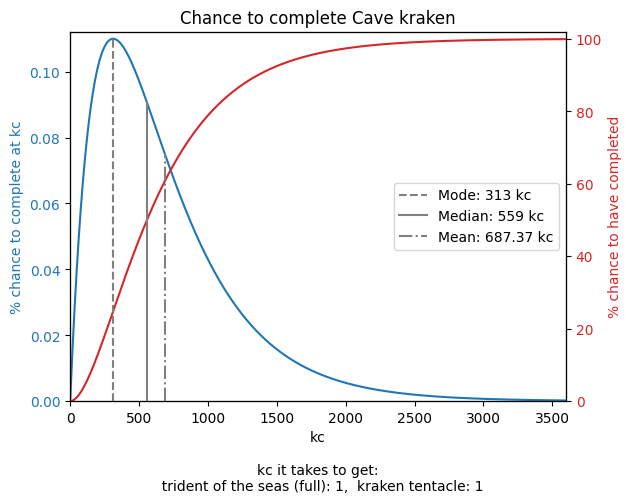 Chance to complete Cave kraken
% chance to complete at kc
0.10
0.08
0.06
0.04
0.02
0.00
100
80
60
40
20
0
% chance to have completed
Mode: 313 kc
Median: 559 kc
Mean: 687.37 kc
0 500 1000 1500 2000 2500 3000 3500
kc
kc it takes to get:
trident of the seas (full): 1,  kraken tentacle: 1